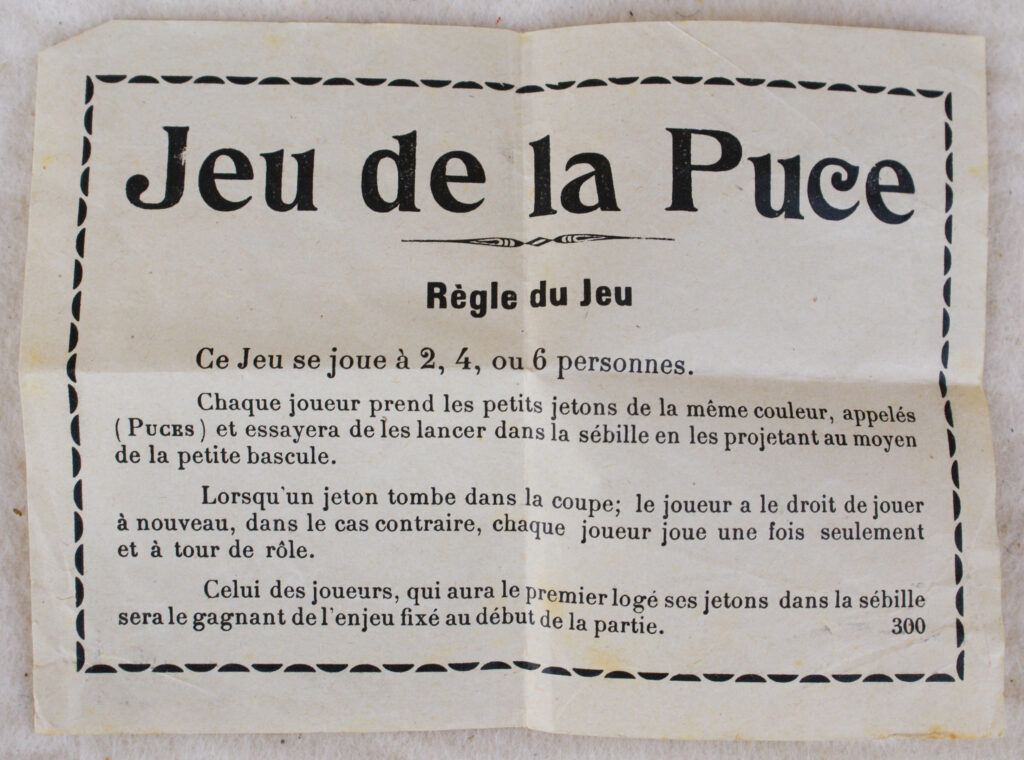 Jeu de la Puce
Règle du Jeu
Ce Jeu se joue à 2, 4, ou 6 personnes.
Chaque joueur prend les petits jetons de la même couleur, appelés
(PUCES) et essayera de les lancer dans la sébille en les projetant au moyen
de la petite bascule.
Lorsqu'un jeton tombe dans la coupe; le joueur a le droit de jouer
à nouveau, dans le cas contraire, chaque joueur joue une fois seulement
et à tour de rôle.
Celui des joueurs, qui aura le premier logé ses jetons dans la sébille
sera le gagnant de l'enjeu fixé au début de la partie. 300